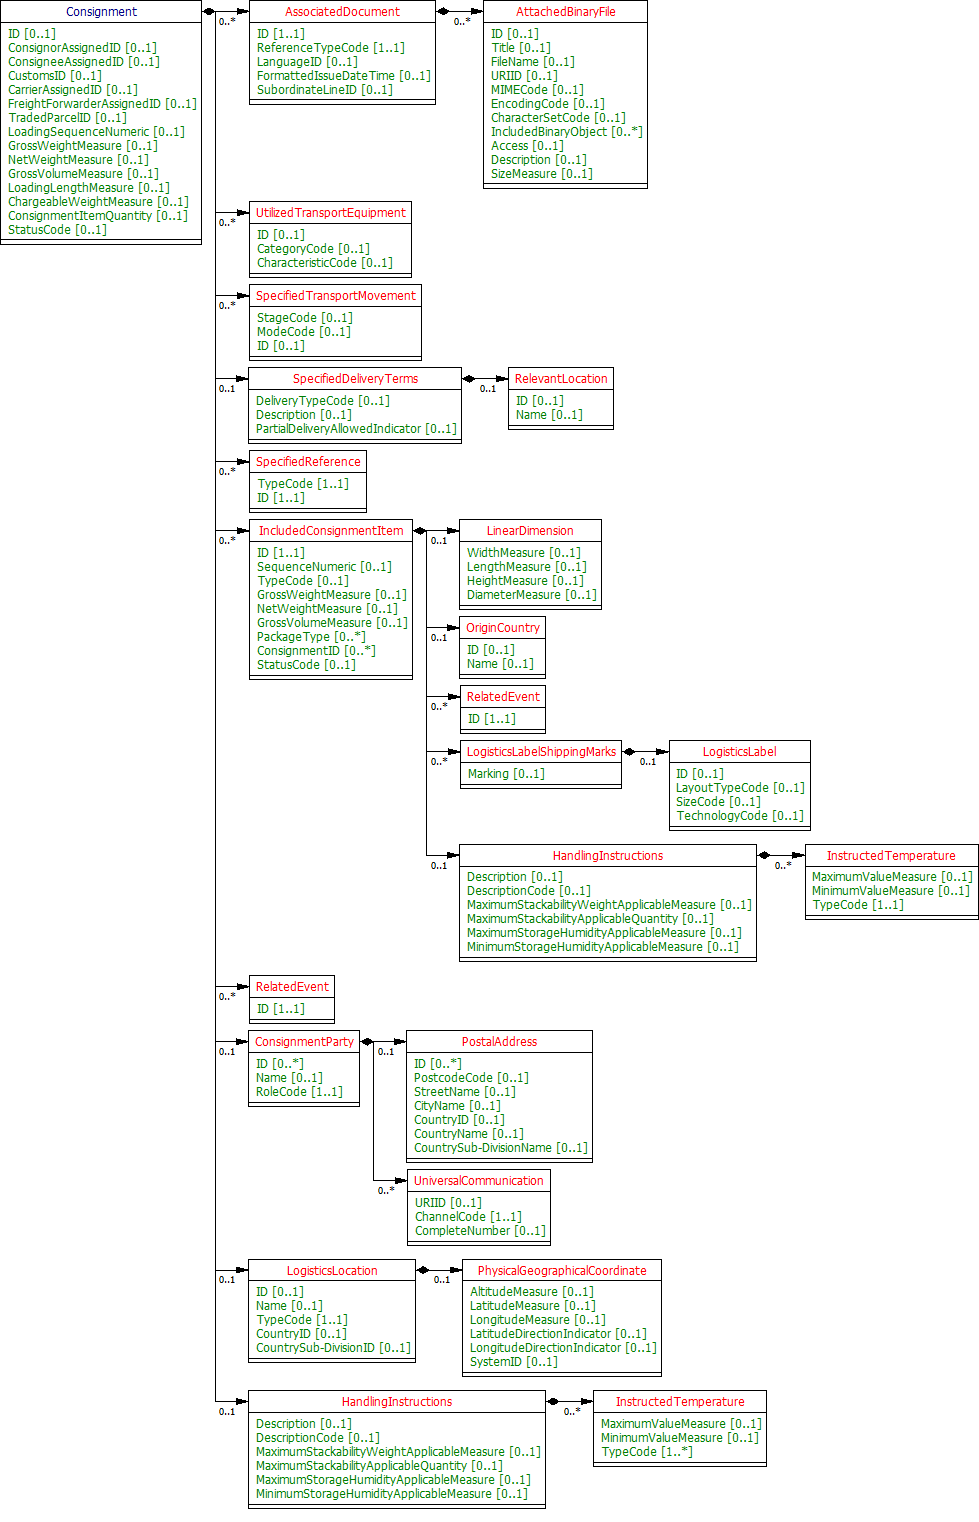 Consignment
ID [0..1]
ConsignorAssignedID [0..1]
ConsigneeAssignedID [0..1]
CustomsID [0..1]
CarrierAssignedID [0..1]
FreightForwarderAssignedID [0..1]
TradedParcelID [0..1]
LoadingSequenceNumeric [0..1]
GrossWeightMeasure [0..1]
NetWeightMeasure [0..1]
GrossVolumeMeasure [0..1]
LoadingLengthMeasure [0..1]
ChargeableWeightMeasure [0..1]
ConsignmentItemQuantity [0..1]
StatusCode [0..1]
0..*
AssociatedDocument
ID [1..1]
ReferenceTypeCode [1..1]
LanguageID [0..1]
FormattedIssueDateTime [0..1]
SubordinateLineID [0..1]
0..*
AttachedBinaryFile
ID [0..1]
Title [0..1]
FileName [0..1]
URIID [0..1]
MIMECode [0..1]
EncodingCode [0..1]
CharacterSetCode [0..1]
IncludedBinaryObject [0..*]
Access [0..1]
Description [0..1]
SizeMeasure [0..1]
0..*
UtilizedTransportEquipment
ID [0..1]
CategoryCode [0..1]
CharacteristicCode [0..1]
0..*
SpecifiedTransportMovement
StageCode [0..1]
ModeCode [0..1]
ID [0..1]
0..1
SpecifiedDeliveryTerms
DeliveryTypeCode [0..1]
Description [0..1]
PartialDeliveryAllowedIndicator [0..1]
0..1
RelevantLocation
ID [0..1]
Name [0..1]
0..*
SpecifiedReference
TypeCode [1..1]
ID [1..1]
0..*
IncludedConsignmentItem
ID [1..1]
SequenceNumeric [0..1]
TypeCode [0..1]
GrossWeightMeasure [0..1]
NetWeightMeasure [0..1]
GrossVolumeMeasure [0..1]
PackageType [0..*]
ConsignmentID [0..*]
StatusCode [0..1]
0..1
LinearDimension
WidthMeasure [0..1]
LengthMeasure [0..1]
HeightMeasure [0..1]
DiameterMeasure [0..1]
0..1
OriginCountry
ID [0..1]
Name [0..1]
0..*
RelatedEvent
ID [1..1]
0..*
LogisticsLabelShippingMarks
Marking [0..1]
0..1
LogisticsLabel
ID [0..1]
LayoutTypeCode [0..1]
SizeCode [0..1]
TechnologyCode [0..1]
0..1
HandlingInstructions
Description [0..1]
DescriptionCode [0..1]
MaximumStackabilityWeightApplicableMeasure [0..1]
MaximumStackabilityApplicableQuantity [0..1]
MaximumStorageHumidityApplicableMeasure [0..1]
MinimumStorageHumidityApplicableMeasure [0..1]
0..*
InstructedTemperature
MaximumValueMeasure [0..1]
MinimumValueMeasure [0..1]
TypeCode [1..1]
0..*
RelatedEvent
ID [1..1]
0..1
ConsignmentParty
ID [0..*]
Name [0..1]
RoleCode [1..1]
0..1
PostalAddress
ID [0..*]
PostcodeCode [0..1]
StreetName [0..1]
CityName [0..1]
CountryID [0..1]
CountryName [0..1]
CountrySub-DivisionName [0..1]
0..*
UniversalCommunication
URIID [0..1]
ChannelCode [1..1]
CompleteNumber [0..1]
0..1
LogisticsLocation
ID [0..1]
Name [0..1]
TypeCode [1..1]
CountryID [0..1]
CountrySub-DivisionID [0..1]
0..1
PhysicalGeographicalCoordinate
AltitudeMeasure [0..1]
LatitudeMeasure [0..1]
LongitudeMeasure [0..1]
LatitudeDirectionIndicator [0..1]
LongitudeDirectionIndicator [0..1]
SystemID [0..1]
0..1
HandlingInstructions
Description [0..1]
DescriptionCode [0..1]
MaximumStackabilityWeightApplicableMeasure [0..1]
MaximumStackabilityApplicableQuantity [0..1]
MaximumStorageHumidityApplicableMeasure [0..1]
MinimumStorageHumidityApplicableMeasure [0..1]
0..*
InstructedTemperature
MaximumValueMeasure [0..1]
MinimumValueMeasure [0..1]
TypeCode [1..*]